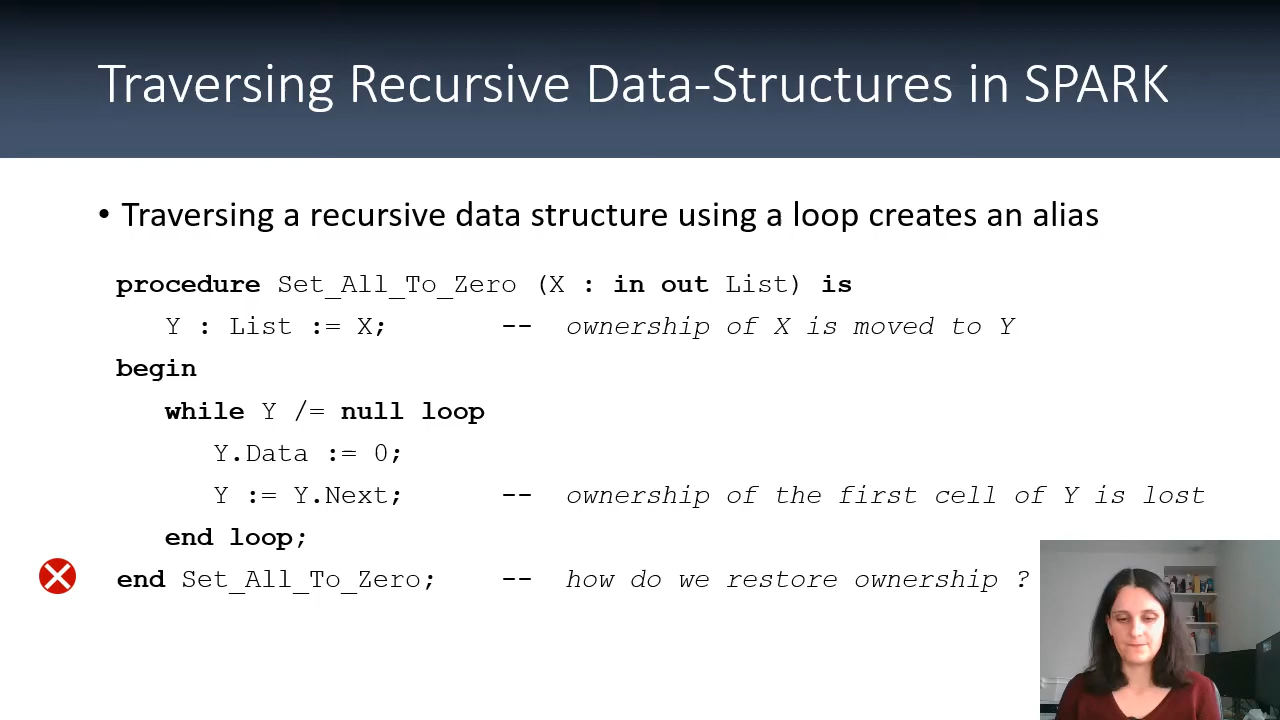 Traversing Recursive Data-Structures in SPARK
• Traversing a recursive data structure using a loop creates an alias
procedure Set_All_To_Zero (X : in out List) is
Y : List := X; -- ownership of X is moved to Y
begin
while Y /= null loop
Y.Data := 0;
Y := Y.Next; -- ownership of the first cell of Y is lost
end loop;
end Set_All_To_Zero; -- how do we restore ownership ?